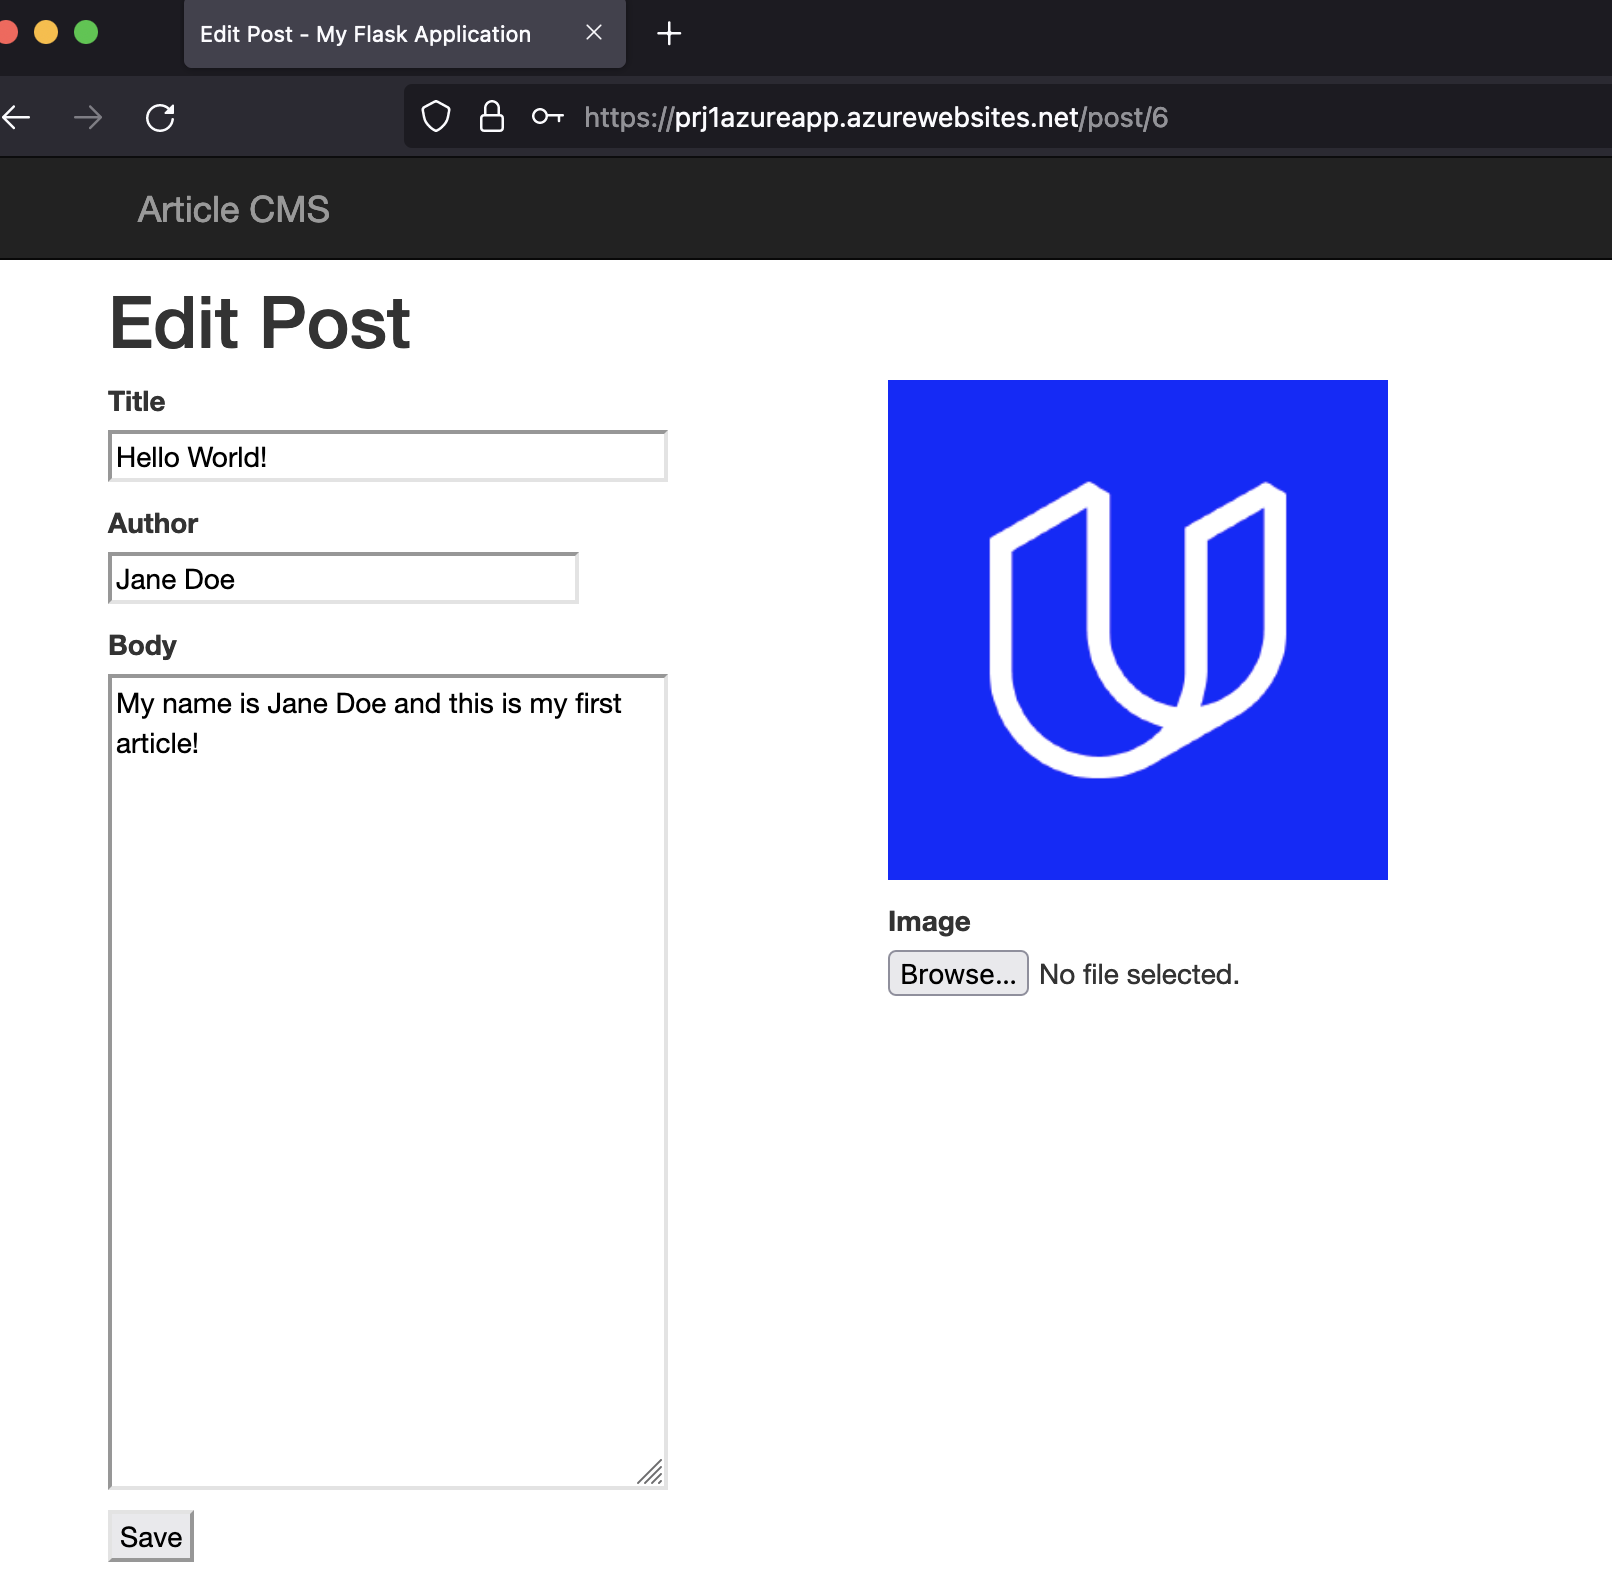 Edit Post - My Flask Application
https://prj1azureapp.azurewebsites.net/post/6
Article CMS
Edit Post
Title
Hello World!
Author
Jane Doe
Body
My name is Jane Doe and this is my first
article!
Image
Browse... No file selected.
Save